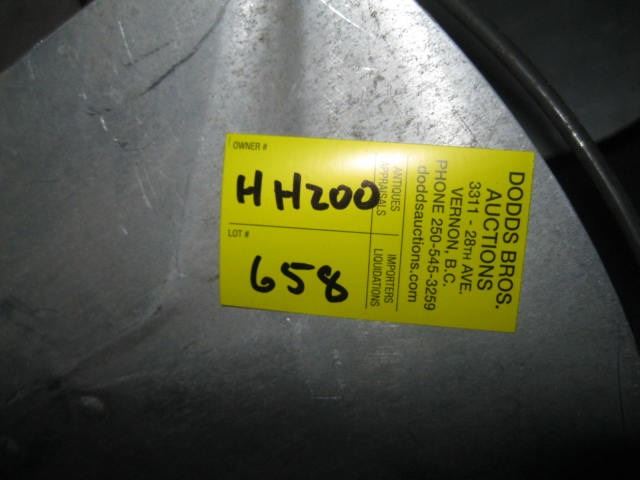 OWNER #
HH200
LOT #
658
ANTIQUES
APPRAISALS
IMPORTERS
LIQUIDATIONS
DODDS BROS.
AUCTIONS
3311 - 28TH AVE.
VERNON, B.C.
PHONE 250-545-3259
doddsauctions.com